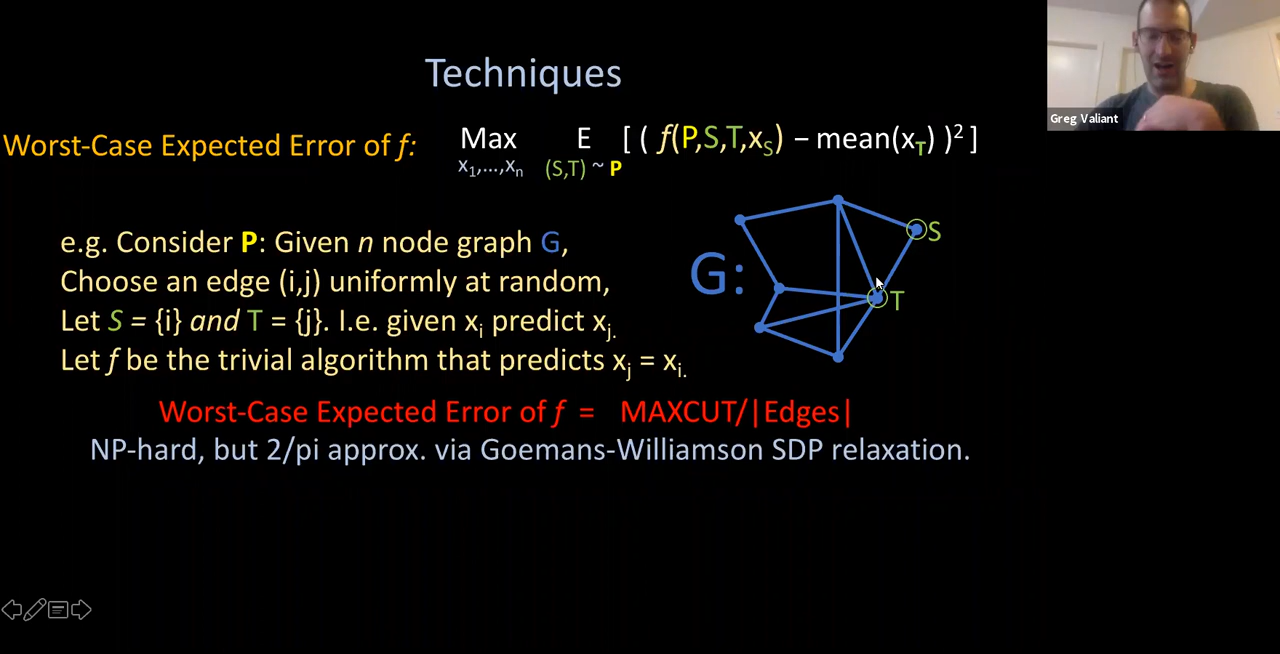 Techniques
Greg Valiant
Worst-Case Expected Error of f: Max E [ ( f(P,S,T,xS) – mean(xT) )² ]
x1,...,xn (S,T) ~ P
e.g. Consider P: Given n node graph G,
Choose an edge (i,j) uniformly at random,
Let S = {i} and T = {j}. I.e. given xi predict xj.
Let f be the trivial algorithm that predicts xj = xi.
G:
S
T
Worst-Case Expected Error of f = MAXCUT/|Edges|
NP-hard, but 2/pi approx. via Goemans-Williamson SDP relaxation.